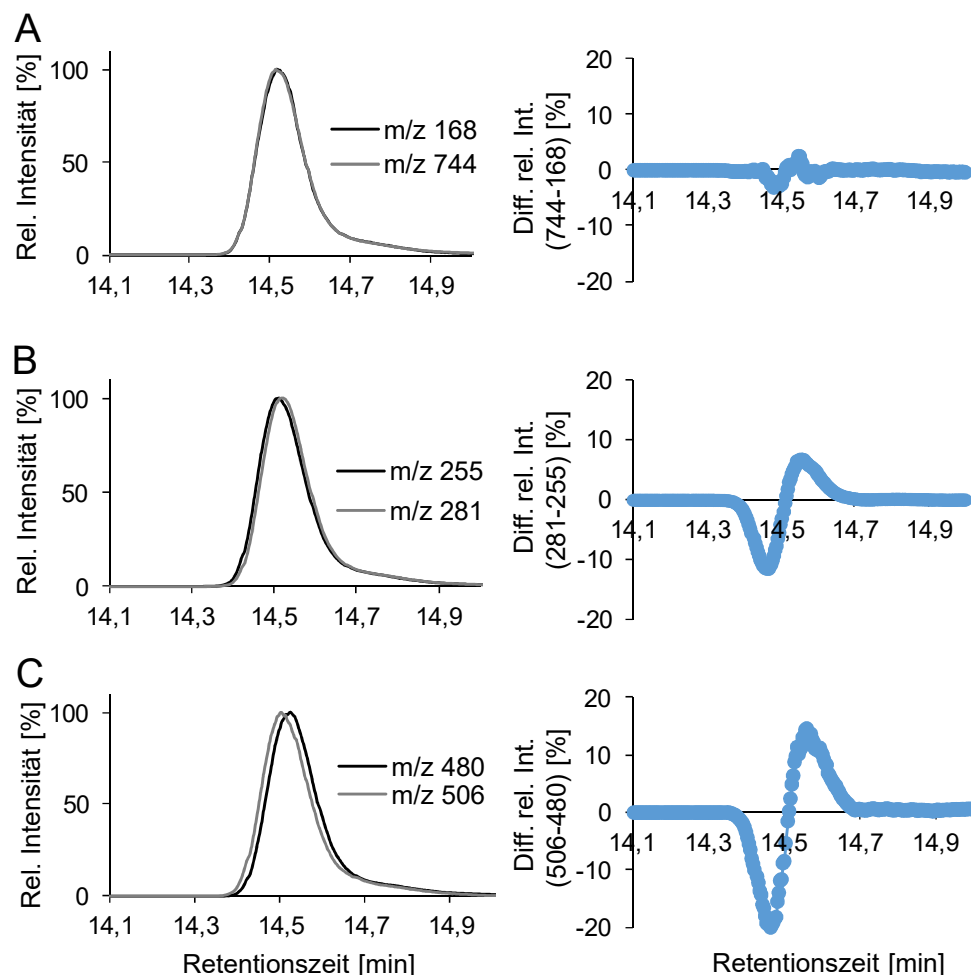 A
Rel. Intensität [%]
100
50
0
14,1 14,3 14,5 14,7 14,9
m/z 168
m/z 744
Diff. rel. Int.
(744-168) [%]
20
10
0
-10
-20
14,1 14,3 14,5 14,7 14,9
B
Rel. Intensität [%]
100
50
0
14,1 14,3 14,5 14,7 14,9
m/z 255
m/z 281
Diff. rel. Int.
(281-255) [%]
20
10
0
-10
-20
14,1 14,3 14,5 14,7 14,9
C
Rel. Intensität [%]
100
50
0
14,1 14,3 14,5 14,7 14,9
m/z 480
m/z 506
Retentionszeit [min]
Diff. rel. Int.
(506-480) [%]
20
10
0
-10
-20
14,1 14,3 14,5 14,7 14,9
Retentionszeit [min]